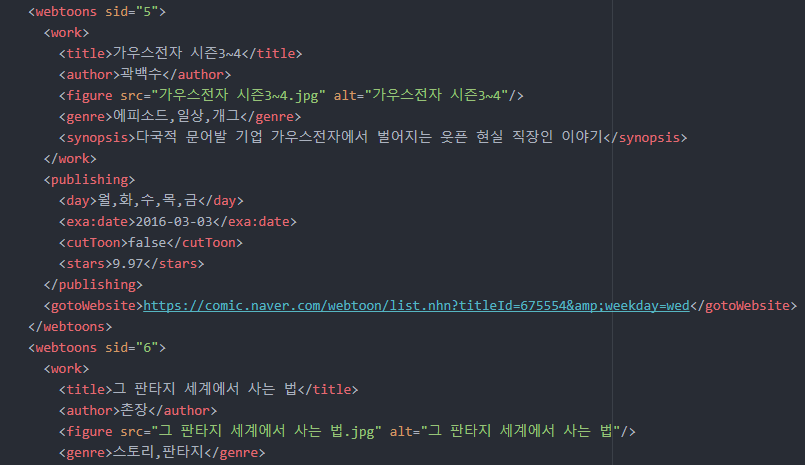 <webtoons sid="5">
<work>
<title>가우스전자 시즌3~4</title>
<author>곽백수</author>
<figure src="가우스전자 시즌3~4.jpg" alt="가우스전자 시즌3~4"/>
<genre>에피소드,일상,개그</genre>
<synopsis>다국적 문어발 기업 가우스전자에서 벌어지는 웃픈 현실 직장인 이야기</synopsis>
</work>
<publishing>
<day>월,화,수,목,금</day>
<exa:date>2016-03-03</exa:date>
<cutToon>false</cutToon>
<stars>9.97</stars>
</publishing>
<gotoWebsite>https://comic.naver.com/webtoon/list.nhn?titleId=675554&amp;weekday=wed</gotoWebsite>
</webtoons>
<webtoons sid="6">
<work>
<title>그 판타지 세계에서 사는 법</title>
<author>촌장</author>
<figure src="그 판타지 세계에서 사는 법.jpg" alt="그 판타지 세계에서 사는 법"/>
<genre>스토리,판타지</genre>